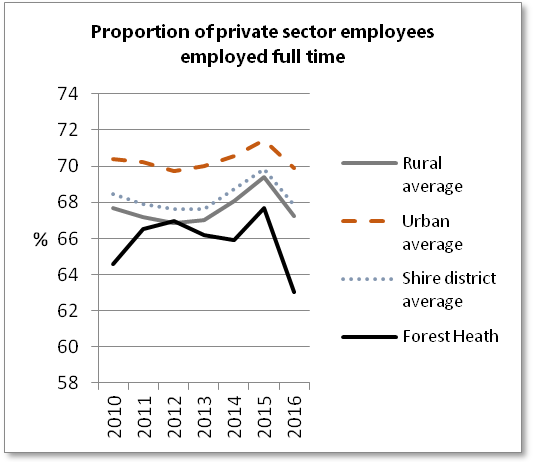 Proportion of private sector employees
employed full time
74
72
70
68
66
64
62
60
58
%
2010
2011
2012
2013
2014
2015
2016
Rural
average
Urban
average
Shire district
average
Forest Heath